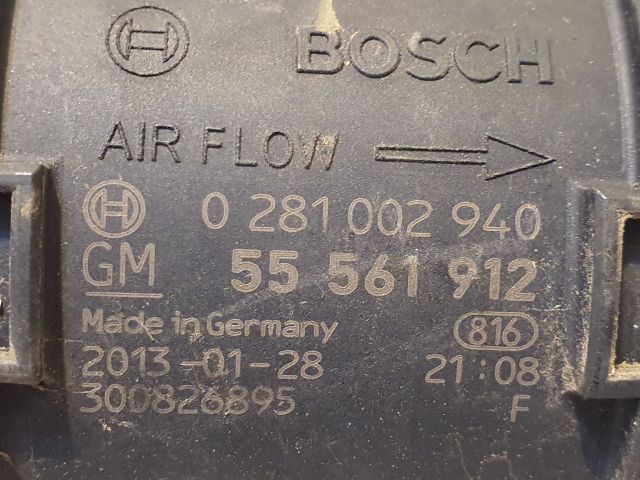 BOSCH
AIR FLOW
0 281 002 940
GM 55 561 912
Made in Germany 816
2013-01-28 21:08
300826895 F